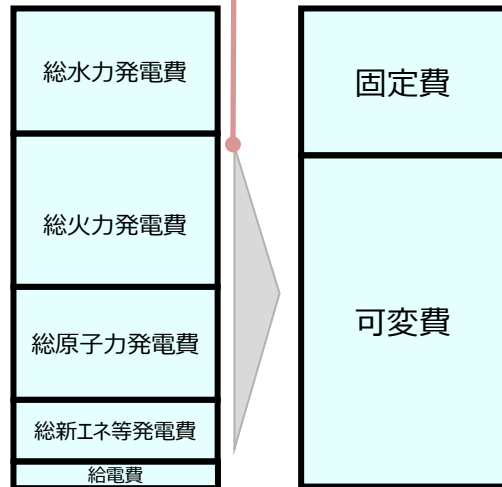 総水力発電費
総火力発電費
総原子力発電費
総新エネ等発電費
給電費
固定費
可変費